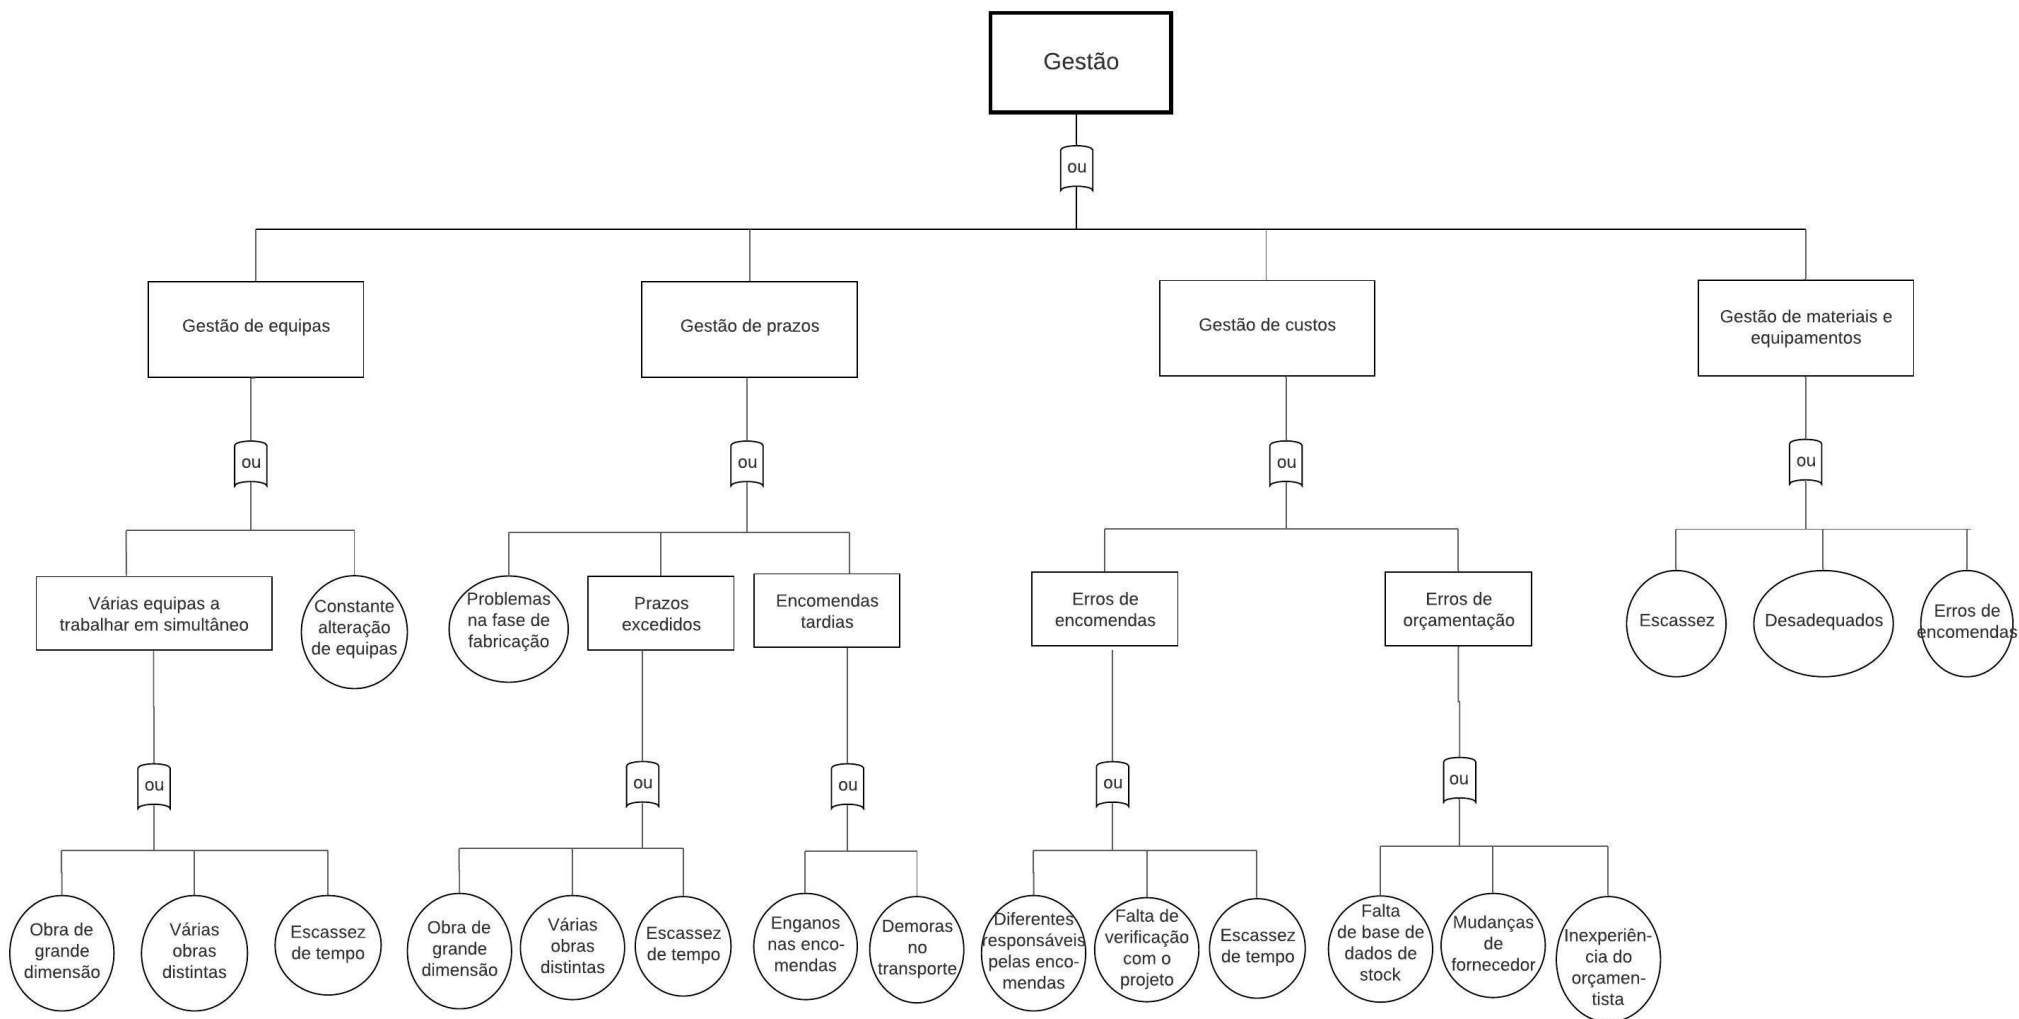 Gestão
ou
Gestão de equipas
Gestão de prazos
Gestão de custos
Gestão de materiais e
equipamentos
ou
ou
ou
ou
Várias equipas a
trabalhar em simultâneo
Constante
alteração
de equipas
Problemas
na fase de
fabricação
Prazos
excedidos
Encomendas
tardias
Erros de
encomendas
Erros de
orçamentação
Escassez
Desadequados
Erros de
encomendas
ou
ou
ou
ou
ou
Obra de
grande
dimensão
Várias
obras
distintas
Escassez
de tempo
Obra de
grande
dimensão
Várias
obras
distintas
Escassez
de tempo
Enganos
nas enco-
mendas
Demoras
no
transporte
Diferentes
responsáveis
pelas enco-
mendas
Falta de
verificação
com o
projeto
Escassez
de tempo
Falta
de base de
dados de
stock
Mudanças
de
fornecedor
Inexperiên-
cia do
orçamen-
tista